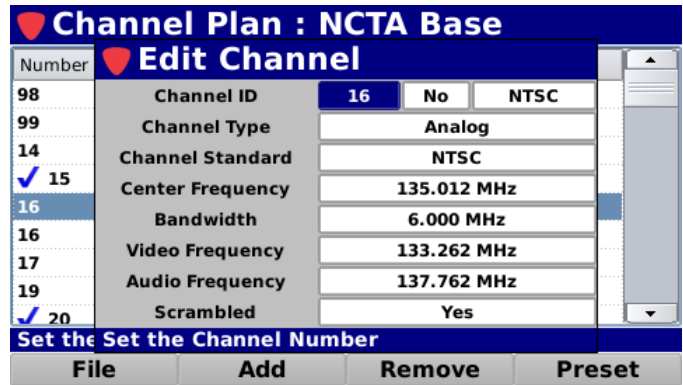 Channel Plan : NCTA Base
Number
Edit Channel
98
Channel ID 16 No NTSC
99
Channel Type Analog
14
Channel Standard NTSC
15
Center Frequency 135.012 MHz
16
Bandwidth 6.000 MHz
16
Video Frequency 133.262 MHz
17
Audio Frequency 137.762 MHz
19
Scrambled Yes
20
Set the Set the Channel Number
File Add Remove Preset